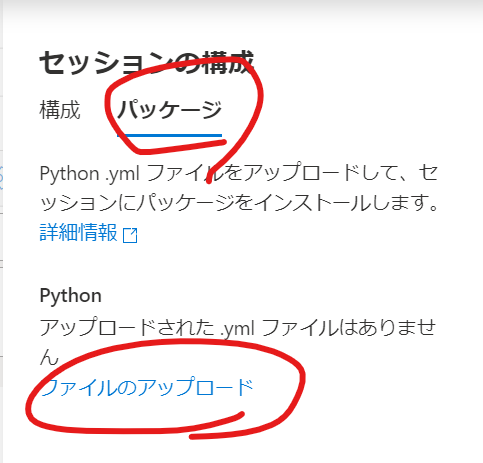 セッションの構成
構成 パッケージ
Python .yml ファイルをアップロードして、セ
ッションにパッケージをインストールします。
詳細情報
Python
アップロードされた .yml ファイルはありませ
ん
ファイルのアップロード